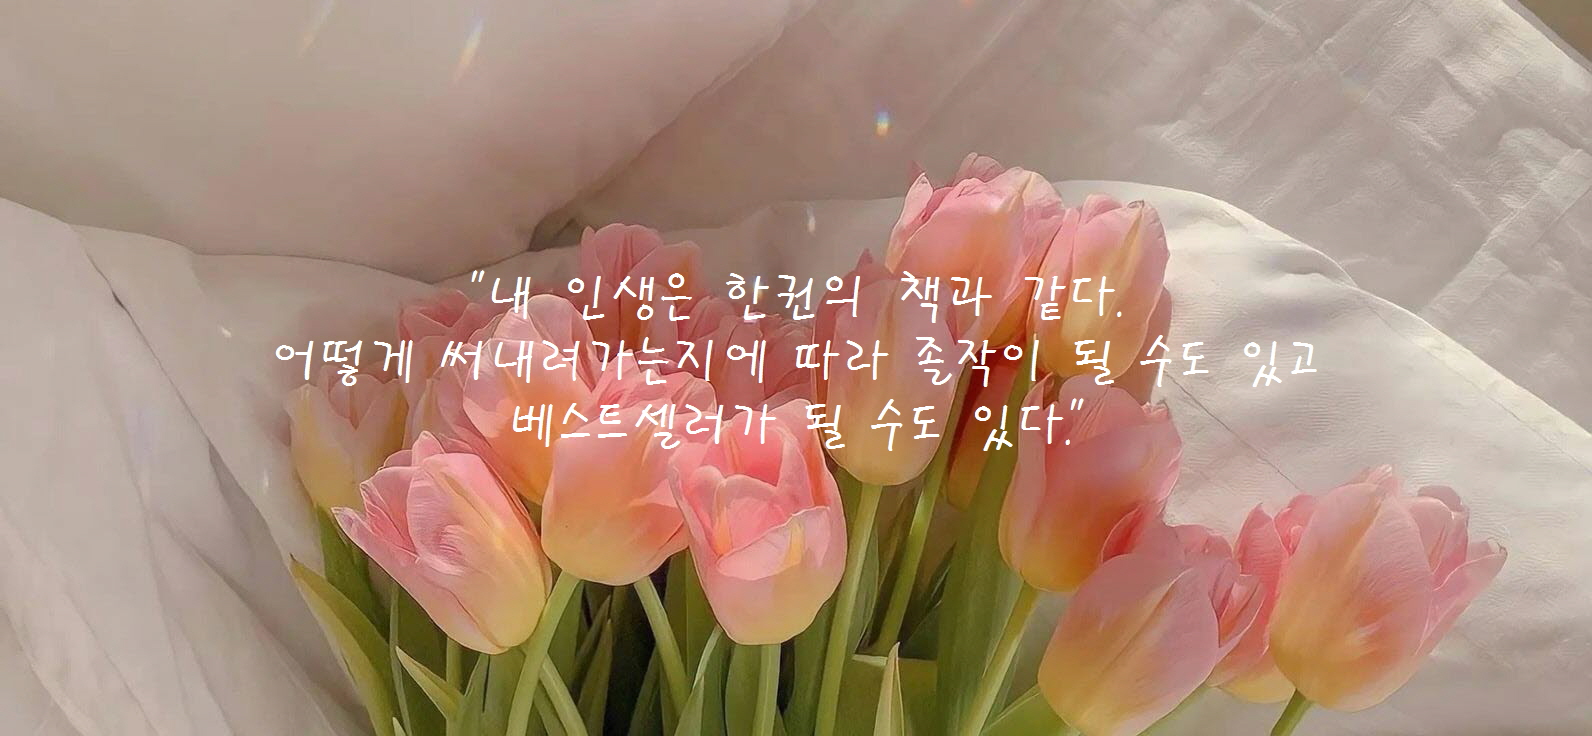 "내 인생은 한권의 책과 같다.
어떻게 써내려가는지에 따라 졸작이 될 수도 있고
베스트셀러가 될 수도 있다."